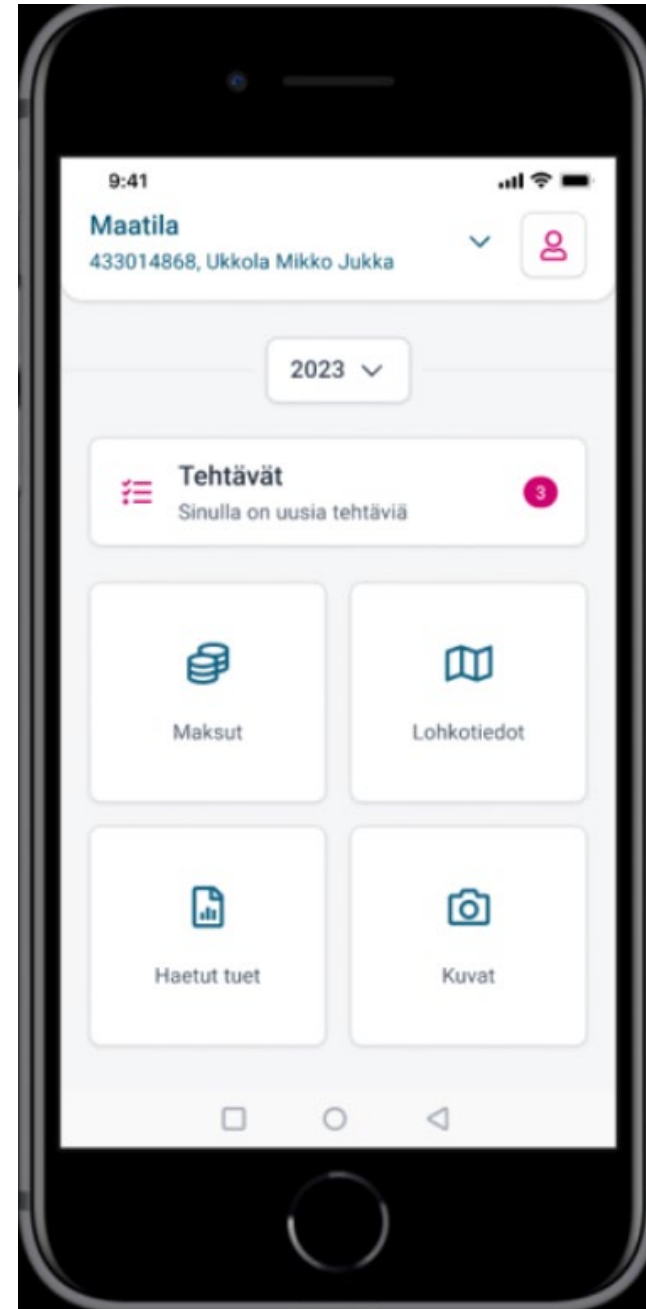 9:41
Maatila
433014868, Ukkola Mikko Jukka
2023
Tehtävät
Sinulla on uusia tehtäviä
3
Maksut
Lohkotiedot
Haetut tuet
Kuvat